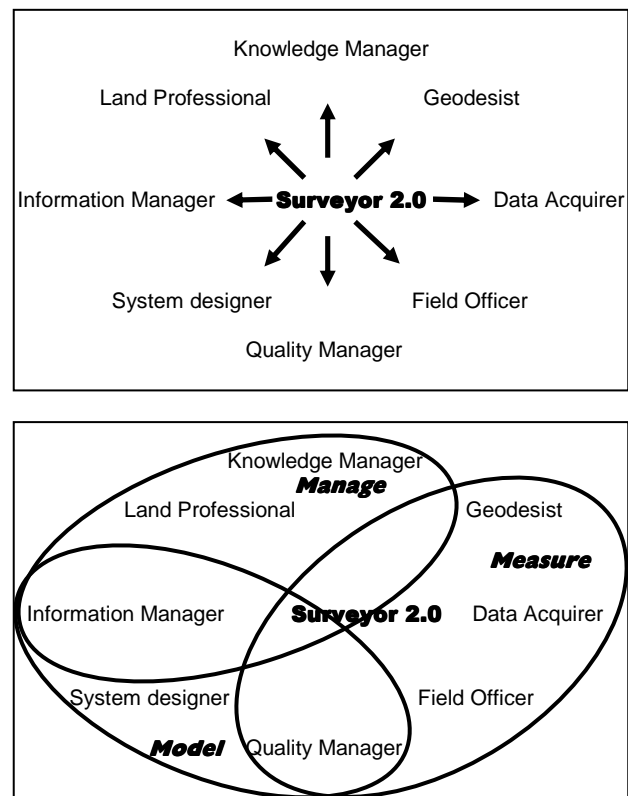 Knowledge Manager
Land Professional Geodesist
Information Manager Surveyor 2.0 Data Acquirer
System designer Field Officer
Quality Manager
Knowledge Manager
Manage
Land Professional Geodesist
Measure
Information Manager Surveyor 2.0 Data Acquirer
System designer Field Officer
Model Quality Manager